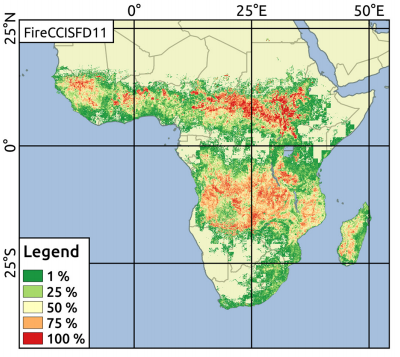 0° 25°E 50°E
25°N
FireCCISFD11
0°
25°S
Legend
1 %
25 %
50 %
75 %
100 %